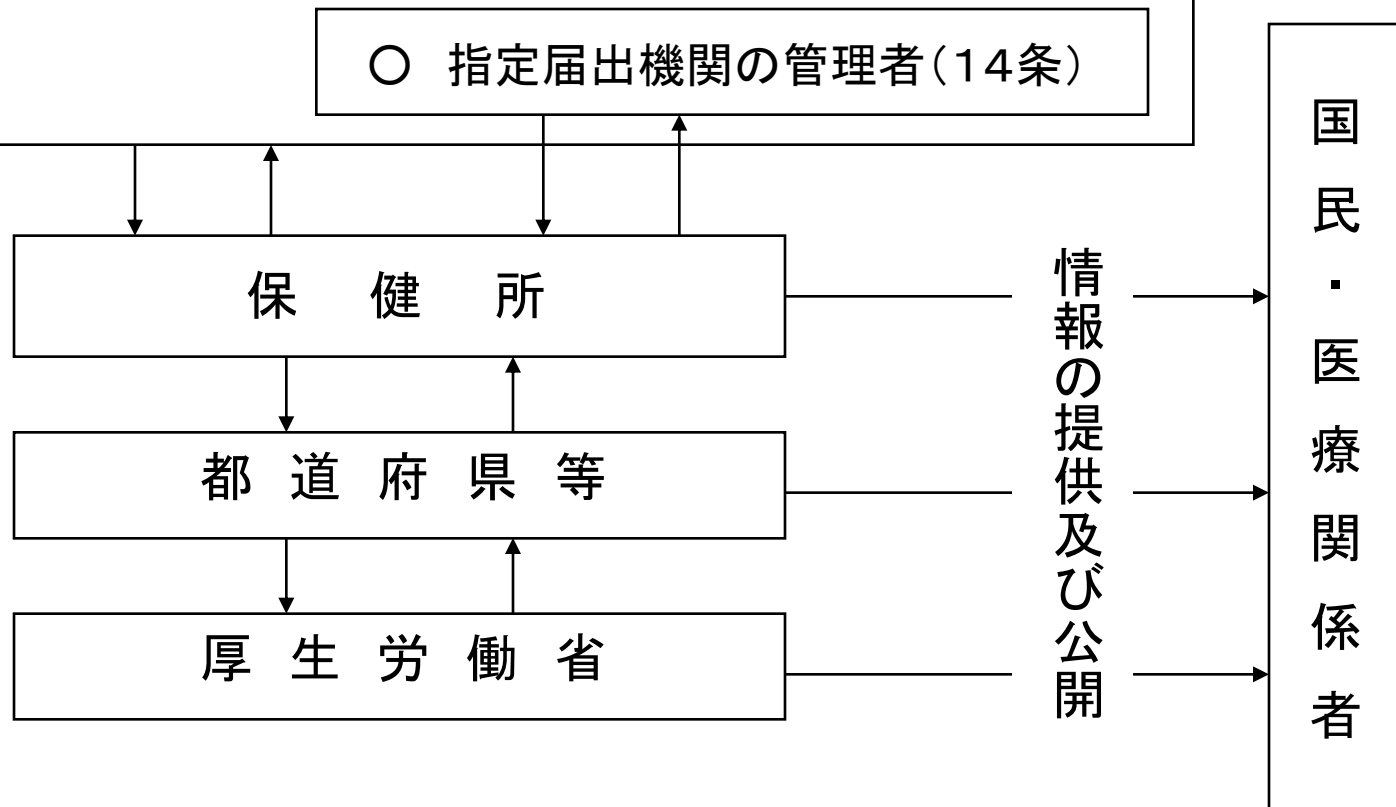 ○ 指定届出機関の管理者(14条)
保 健 所
都 道 府 県 等
厚 生 労 働 省
情報の提供及び公開
国民・医療関係者